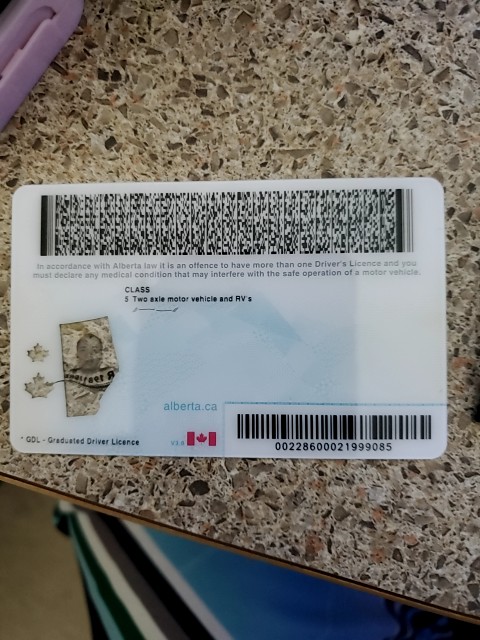 In accordance with Alberta law it is an offence to have more than one Driver's Licence and you
must declare any medical condition that may interfere with the safe operation of a motor vehicle.
CLASS
5 Two axle motor vehicle and RV's
alberta.ca
* GDL - Graduated Driver Licence
V3.0
00228600021999085